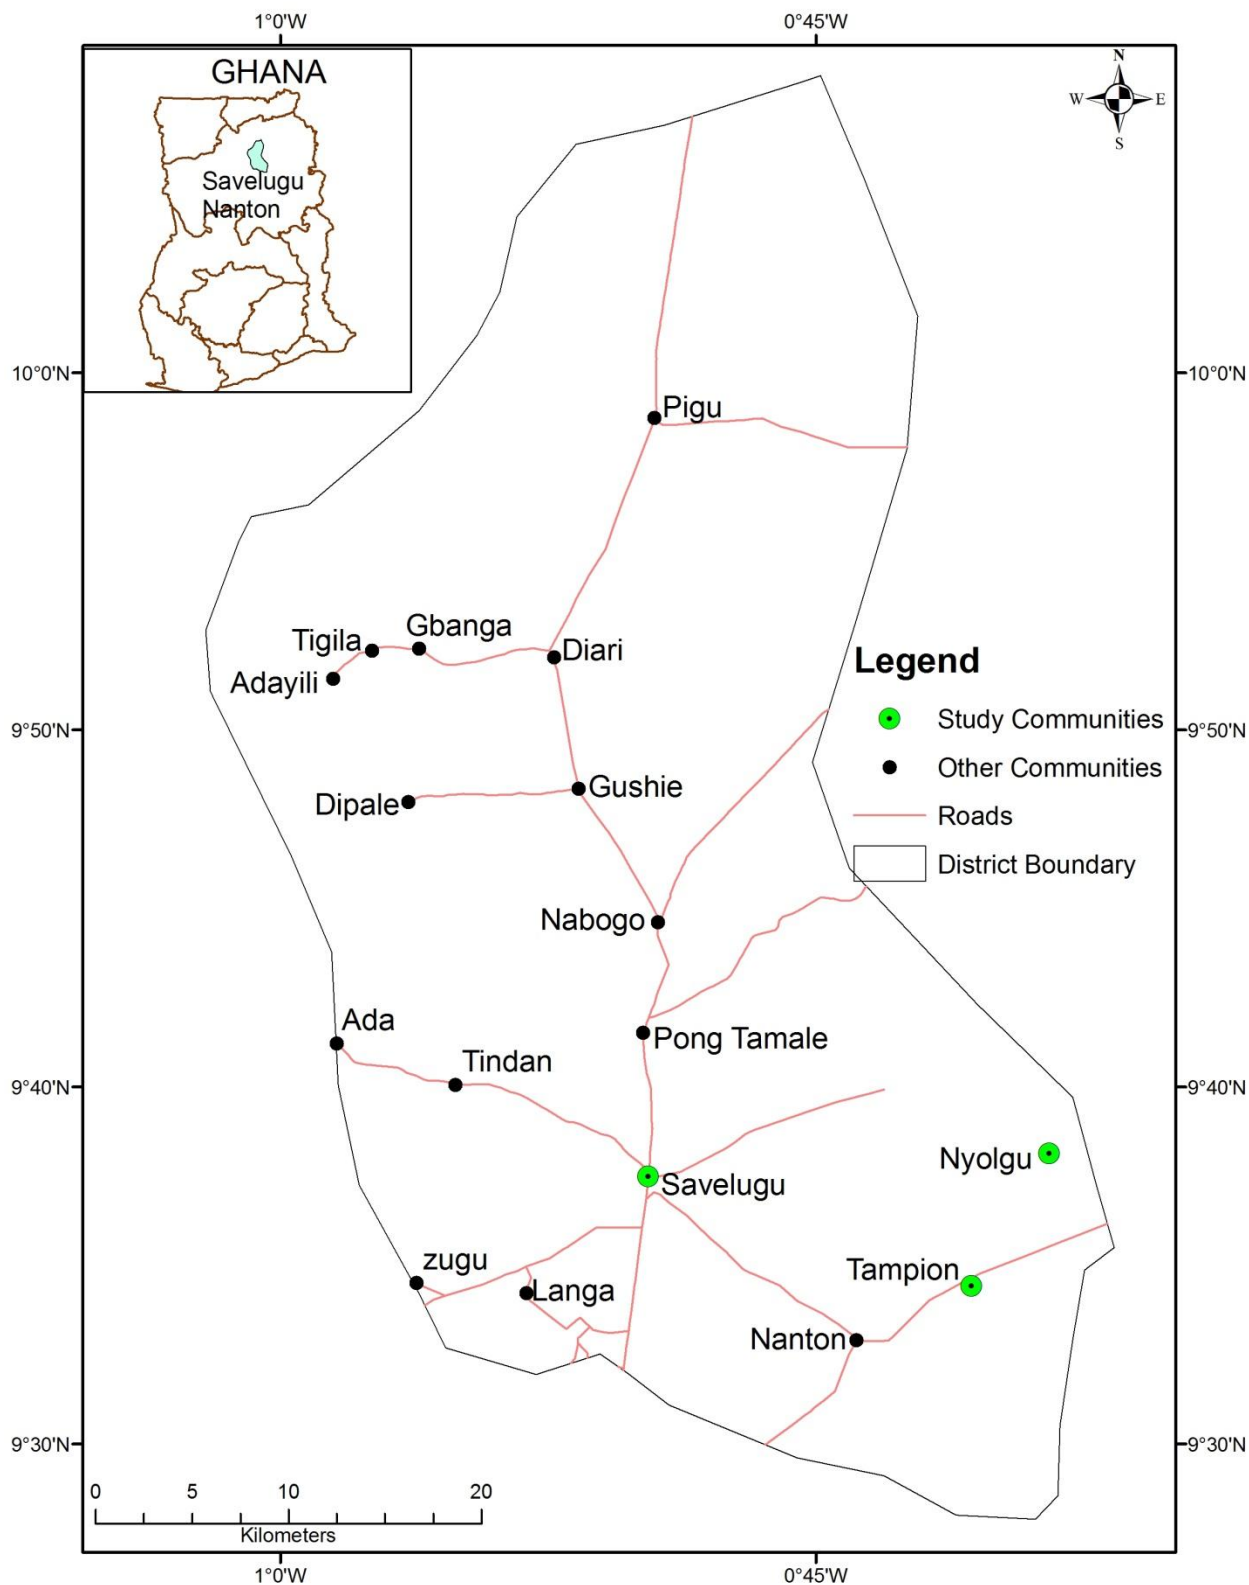 1°0'W
0°45'W
GHANA
Savelugu
Nanton
N
W
E
S
10°0'N
10°0'N
Pigu
Gbanga
Tigila
Diari
Adayili
Legend
Study Communities
Other Communities
Roads
District Boundary
9°50'N
9°50'N
Gushie
Dipale
Nabogo
Ada
Pong Tamale
Tindan
9°40'N
9°40'N
Nyolgu
Savelugu
zugu
Tampion
Langa
Nanton
9°30'N
9°30'N
0 5 10 20
Kilometers
1°0'W
0°45'W